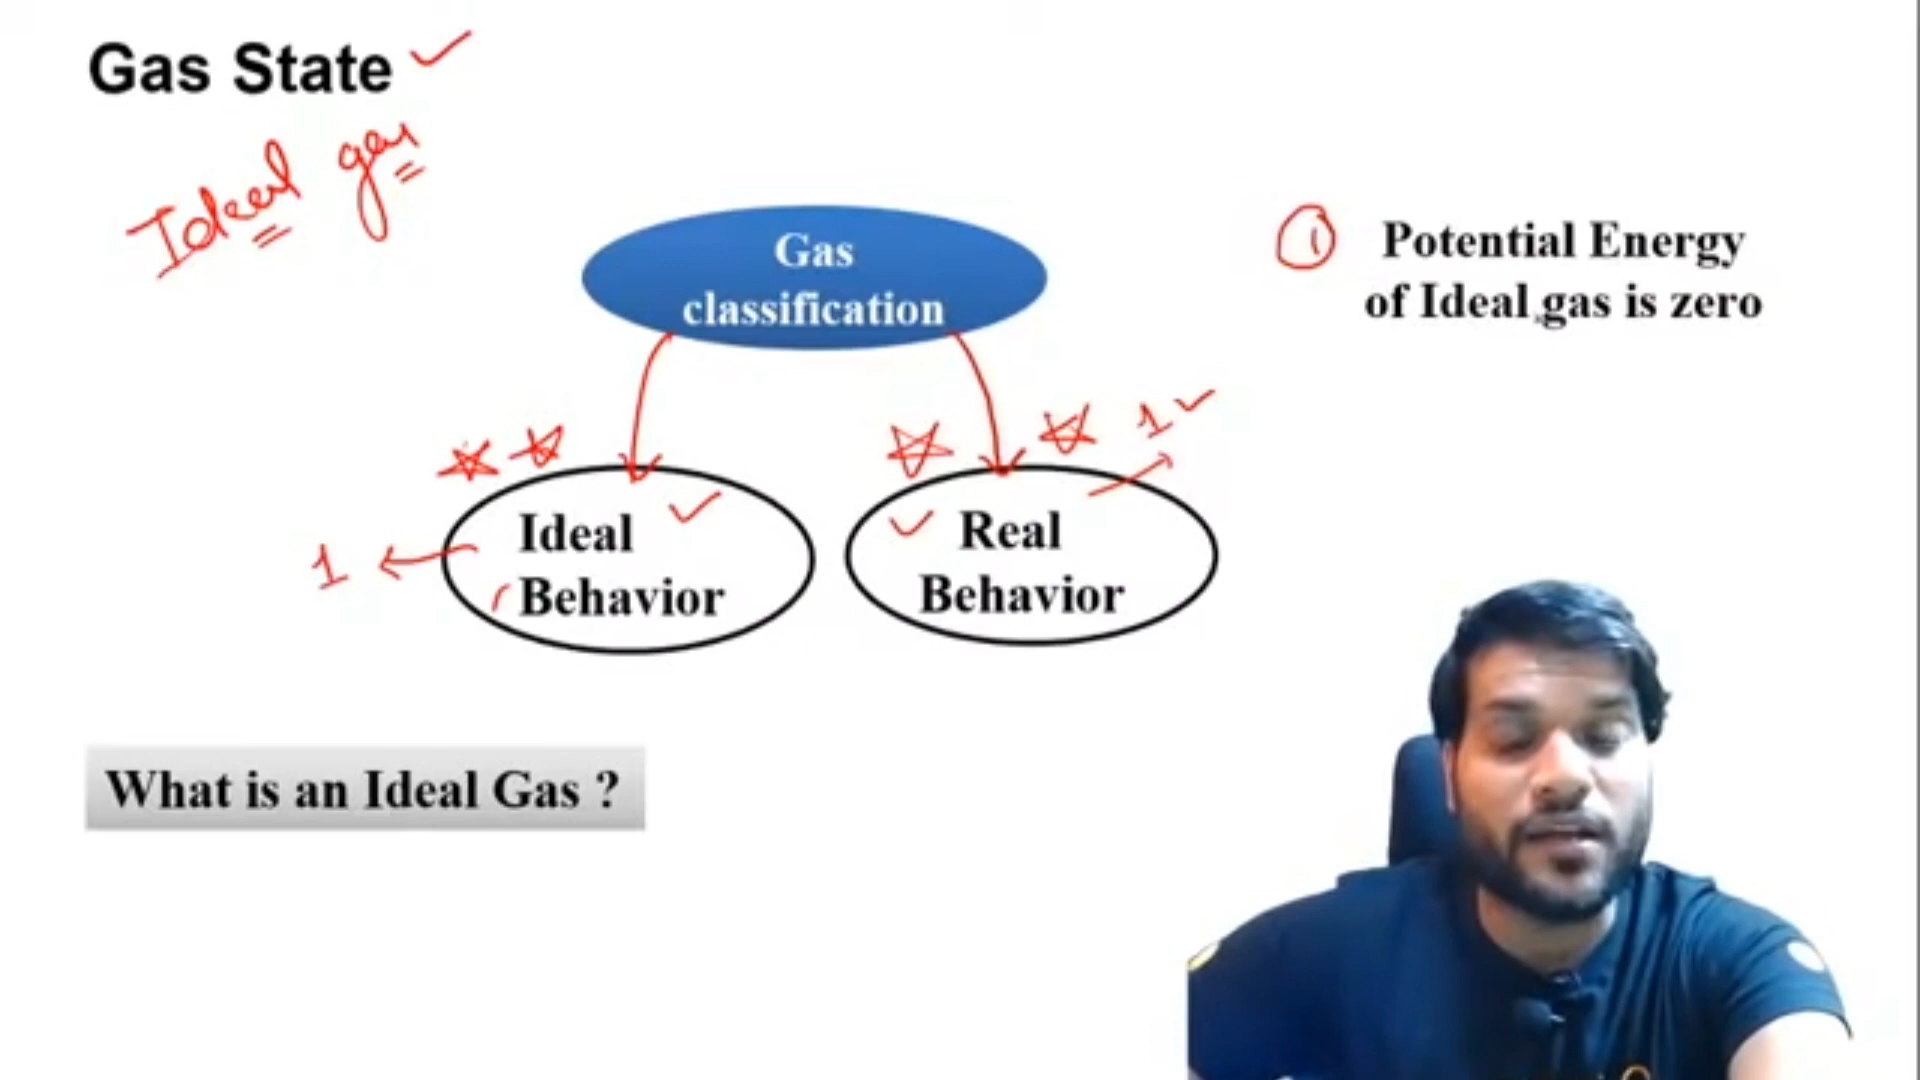 Gas State
Ideal gas
Gas
classification
1 Potential Energy
of Ideal gas is zero
1
1
Ideal
Behavior
Real
Behavior
What is an Ideal Gas ?